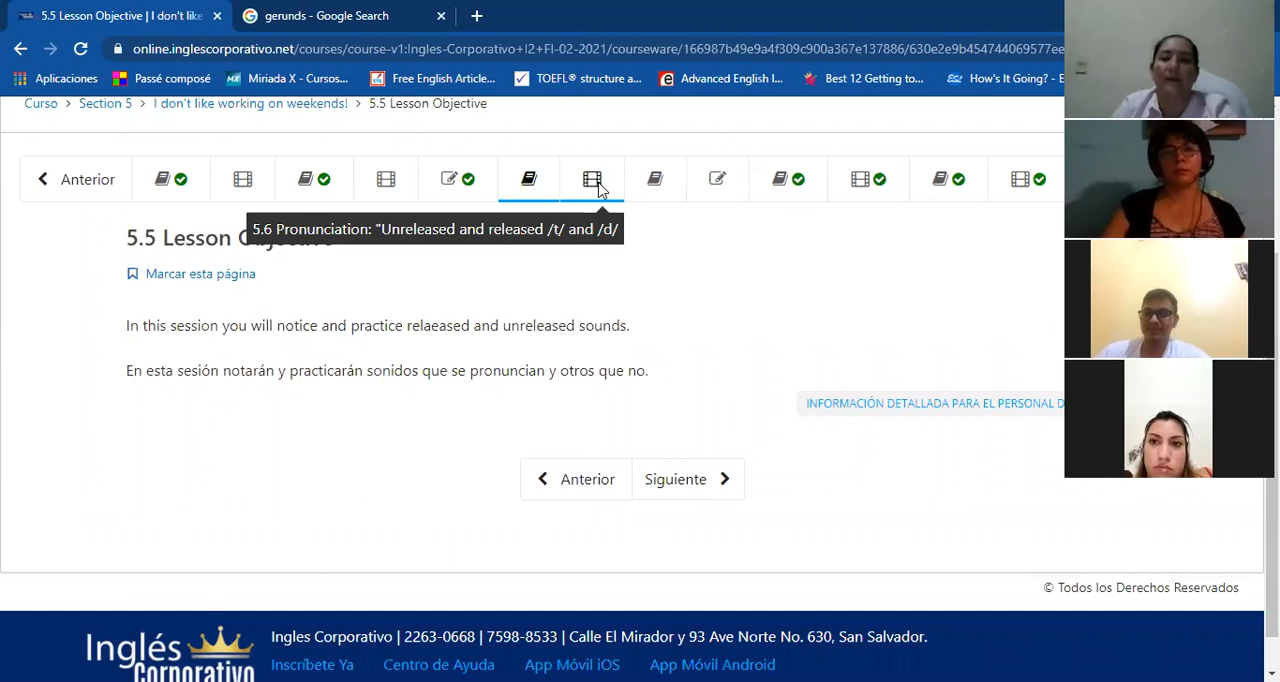 5.5 Lesson Objective | I don't like
gerunds - Google Search
online.inglescorporativo.net/courses/course-v1:Ingles-Corporativo+I2+FI-02-2021/courseware/166987b49e9a4f309c900a367e137886/630e2e9b454744069577ee
Aplicaciones
Passé composé
Miriada X - Cursos...
Free English Article...
TOEFL® structure a...
Advanced English I...
Best 12 Getting to...
How's It Going? - E
Curso > Section 5 > I don't like working on weekends! > 5.5 Lesson Objective
Anterior
5.6 Pronunciation: "Unreleased and released /t/ and /d/
5.5 Lesson O
Marcar esta página
In this session you will notice and practice relaeased and unreleased sounds.
En esta sesión notarán y practicarán sonidos que se pronuncian y otros que no.
INFORMACIÓN DETALLADA PARA EL PERSONAL D
Anterior
Siguiente
© Todos los Derechos Reservados
Inglés
Corporativo
Ingles Corporativo | 2263-0668 | 7598-8533 | Calle El Mirador y 93 Ave Norte No. 630, San Salvador.
Inscríbete Ya
Centro de Ayuda
App Móvil iOS
App Móvil Android